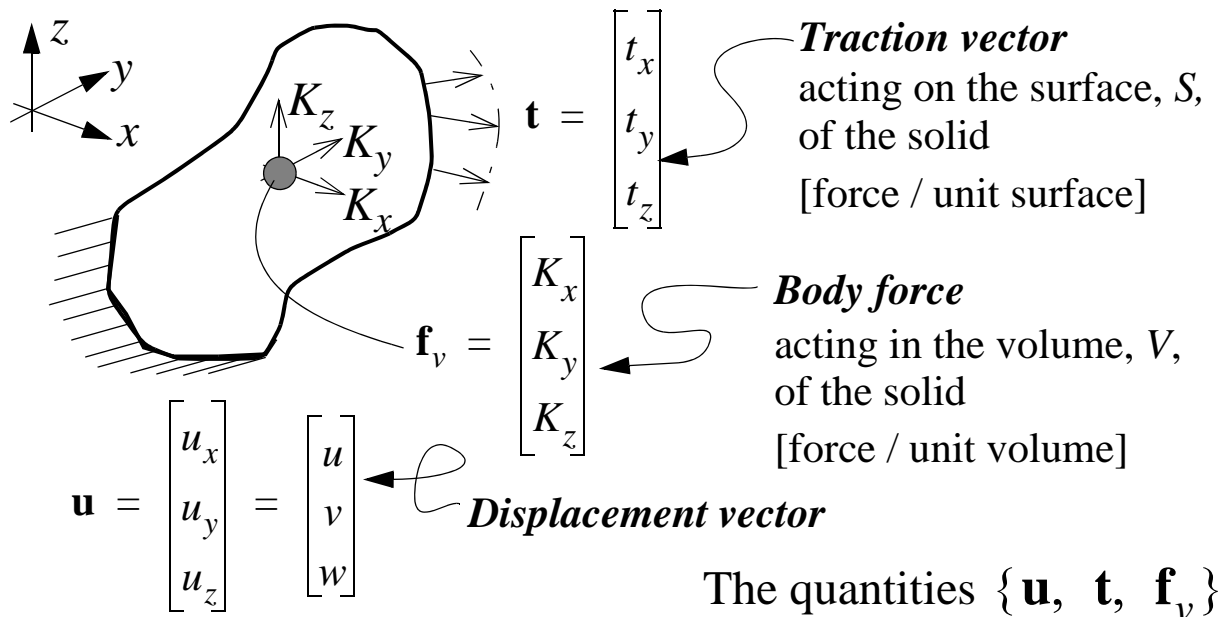 z
y
x
K_z
K_y
K_x
t = [t_x t_y t_z]
Traction vector
acting on the surface, S,
of the solid
[force / unit surface]
f_v = [K_x K_y K_z]
Body force
acting in the volume, V,
of the solid
[force / unit volume]
u = [u_x u_y u_z] = [u v w]
Displacement vector
The quantities {u, t, f_v}